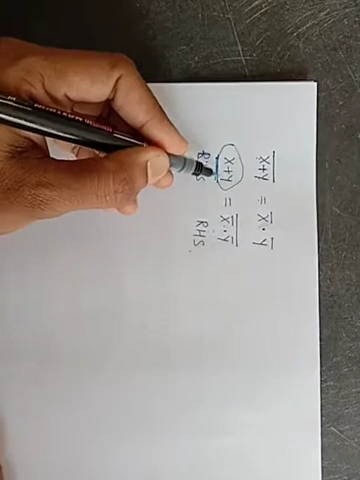 x̅+̅y̅ = x̅ · y̅
x+y = x̿ ·̅ y̿
RHS